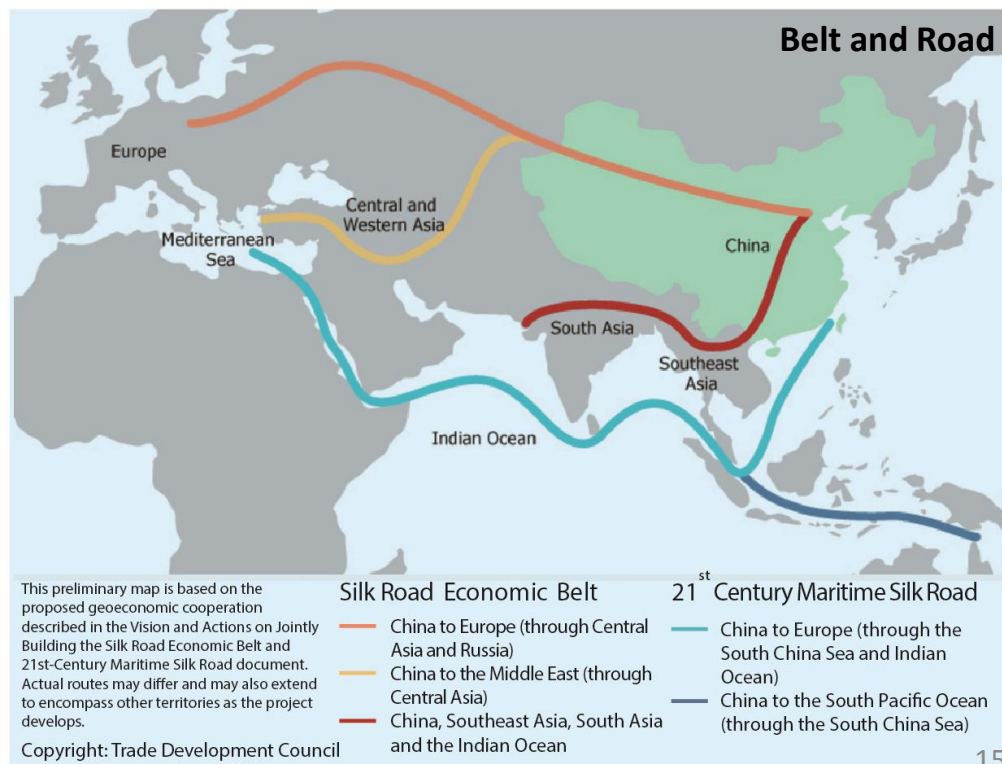 Belt and Road
Europe
Central and
Western Asia
Mediterranean
Sea
China
South Asia
Southeast
Asia
Indian Ocean
This preliminary map is based on the
proposed geoeconomic cooperation
described in the Vision and Actions on Jointly
Building the Silk Road Economic Belt and
21st-Century Maritime Silk Road document.
Actual routes may differ and may also extend
to encompass other territories as the project
develops.
Copyright: Trade Development Council
Silk Road Economic Belt
China to Europe (through Central
Asia and Russia)
China to the Middle East (through
Central Asia)
China, Southeast Asia, South Asia
and the Indian Ocean
21st Century Maritime Silk Road
China to Europe (through the
South China Sea and Indian
Ocean)
China to the South Pacific Ocean
(through the South China Sea)
15